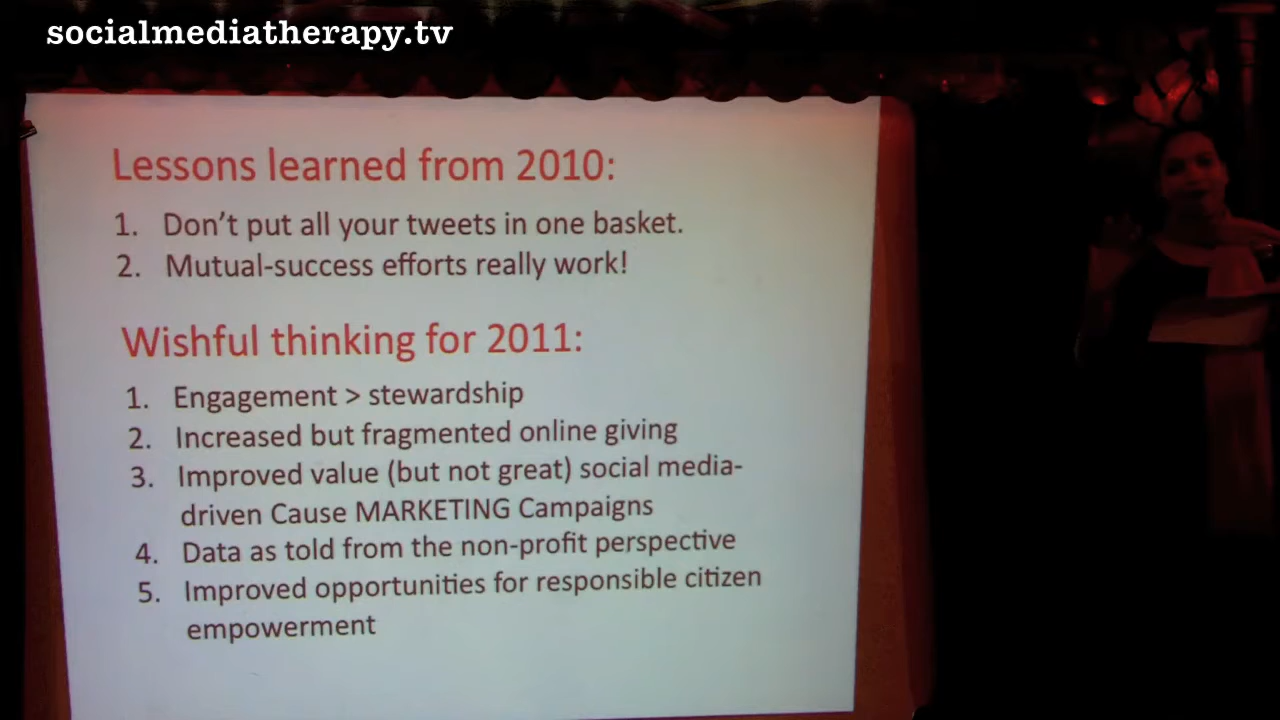 socialmediatherapy.tv
Lessons learned from 2010:
1. Don't put all your tweets in one basket.
2. Mutual-success efforts really work!
Wishful thinking for 2011:
1. Engagement > stewardship
2. Increased but fragmented online giving
3. Improved value (but not great) social media-
driven Cause MARKETING Campaigns
4. Data as told from the non-profit perspective
5. Improved opportunities for responsible citizen
empowerment